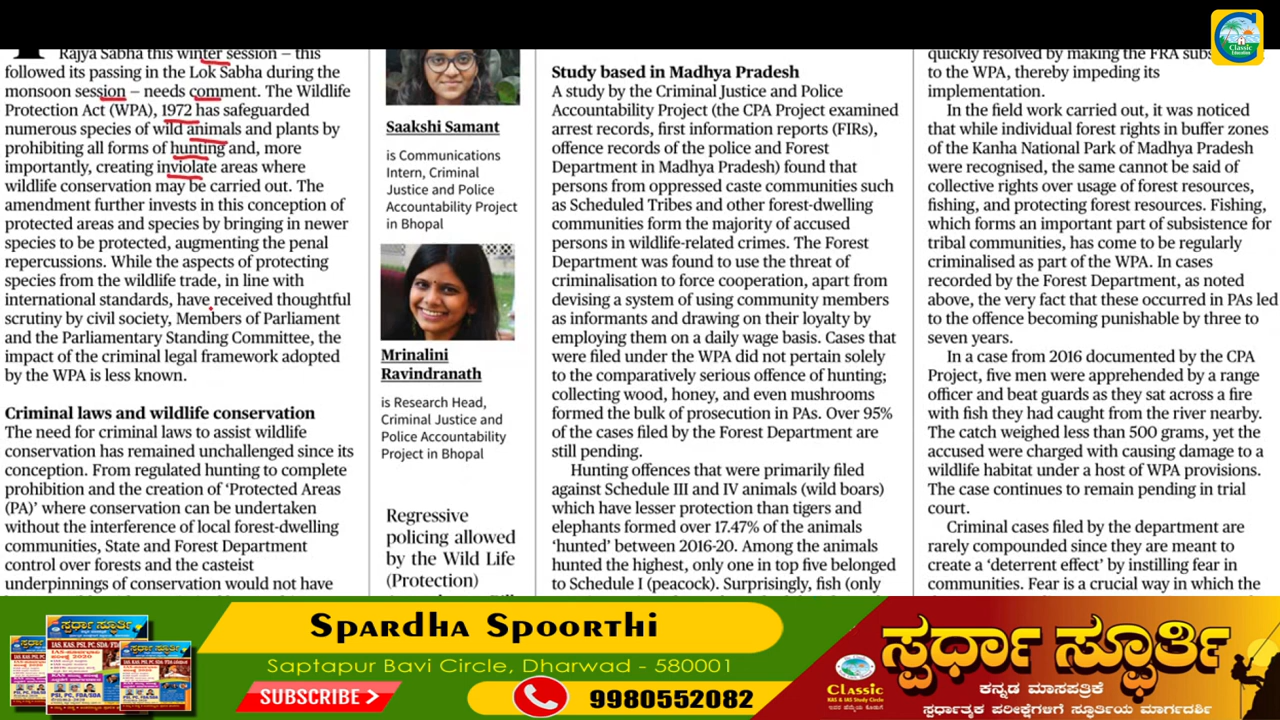 Rajya Sabha this winter session — this
followed its passing in the Lok Sabha during the
monsoon session — needs comment. The Wildlife
Protection Act (WPA), 1972 has safeguarded
numerous species of wild animals and plants by
prohibiting all forms of hunting and, more
importantly, creating inviolate areas where
wildlife conservation may be carried out. The
amendment further invests in this conception of
protected areas and species by bringing in newer
species to be protected, augmenting the penal
repercussions. While the aspects of protecting
species from the wildlife trade, in line with
international standards, have received thoughtful
scrutiny by civil society, Members of Parliament
and the Parliamentary Standing Committee, the
impact of the criminal legal framework adopted
by the WPA is less known.
Criminal laws and wildlife conservation
The need for criminal laws to assist wildlife
conservation has remained unchallenged since its
conception. From regulated hunting to complete
prohibition and the creation of 'Protected Areas
(PA)' where conservation can be undertaken
without the interference of local forest-dwelling
communities, State and Forest Department
control over forests and the casteist
underpinnings of conservation would not have
Saakshi Samant
is Communications
Intern, Criminal
Justice and Police
Accountability Project
in Bhopal
Mrinalini
Ravindranath
is Research Head,
Criminal Justice and
Police Accountability
Project in Bhopal
Regressive
policing allowed
by the Wild Life
(Protection)
Study based in Madhya Pradesh
A study by the Criminal Justice and Police
Accountability Project (the CPA Project examined
arrest records, first information reports (FIRs),
offence records of the police and Forest
Department in Madhya Pradesh) found that
persons from oppressed caste communities such
as Scheduled Tribes and other forest-dwelling
communities form the majority of accused
persons in wildlife-related crimes. The Forest
Department was found to use the threat of
criminalisation to force cooperation, apart from
devising a system of using community members
as informants and drawing on their loyalty by
employing them on a daily wage basis. Cases that
were filed under the WPA did not pertain solely
to the comparatively serious offence of hunting;
collecting wood, honey, and even mushrooms
formed the bulk of prosecution in PAs. Over 95%
of the cases filed by the Forest Department are
still pending.
Hunting offences that were primarily filed
against Schedule III and IV animals (wild boars)
which have lesser protection than tigers and
elephants formed over 17.47% of the animals
'hunted' between 2016-20. Among the animals
hunted the highest, only one in top five belonged
to Schedule I (peacock). Surprisingly, fish (only
quickly resolved by making the FRA
to the WPA, thereby impeding its
implementation.
In the field work carried out, it was noticed
that while individual forest rights in buffer zones
of the Kanha National Park of Madhya Pradesh
were recognised, the same cannot be said of
collective rights over usage of forest resources,
fishing, and protecting forest resources. Fishing,
which forms an important part of subsistence for
tribal communities, has come to be regularly
criminalised as part of the WPA. In cases
recorded by the Forest Department, as noted
above, the very fact that these occurred in PAs led
to the offence becoming punishable by three to
seven years.
In a case from 2016 documented by the CPA
Project, five men were apprehended by a range
officer and beat guards as they sat across a fire
with fish they had caught from the river nearby.
The catch weighed less than 500 grams, yet the
accused were charged with causing damage to a
wildlife habitat under a host of WPA provisions.
The case continues to remain pending in trial
court.
Criminal cases filed by the department are
rarely compounded since they are meant to
create a 'deterrent effect' by instilling fear in
communities. Fear is a crucial way in which the
Classic
Education
Spardha Spoorthi
Saptapur Bavi Circle, Dharwad - 580001
SUBSCRIBE
9980552082
Classic
KAS & IAS Study Circle
ಸ್ಪರ್ಧಾ ಸ್ಫೂರ್ತಿ
ಕನ್ನಡ ಮಾಸಪತ್ರಿಕೆ
ಸ್ಪರ್ಧಾತ್ಮಕ ಪರೀಕ್ಷೆಗಳಿಗೆ ಸ್ಫೂರ್ತಿಯ ಮಾರ್ಗದರ್ಶಿ